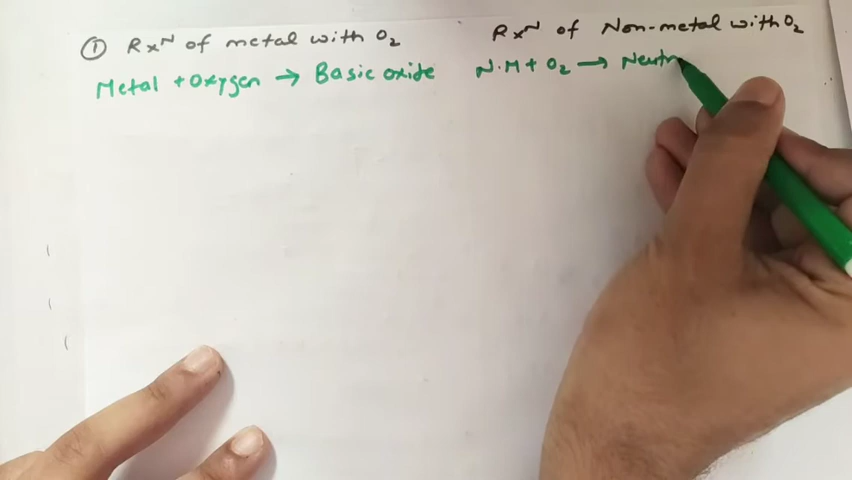 ① Rxᴺ of metal with O₂
Metal + Oxygen → Basic oxide
Rxᴺ of Non-metal with O₂
N.M + O₂ → Neutr